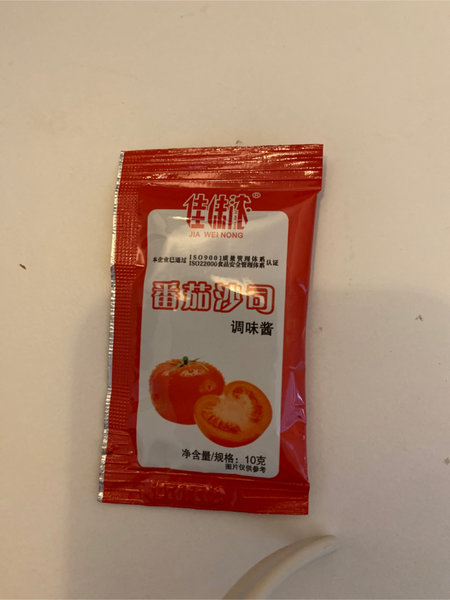 佳味浓®
JIA WEI NONG
本企业已通过 ISO9001质量管理体系 认证
ISO22000食品安全管理体系
番茄沙司
调味酱
净含量/规格：10克
图片仅供参考